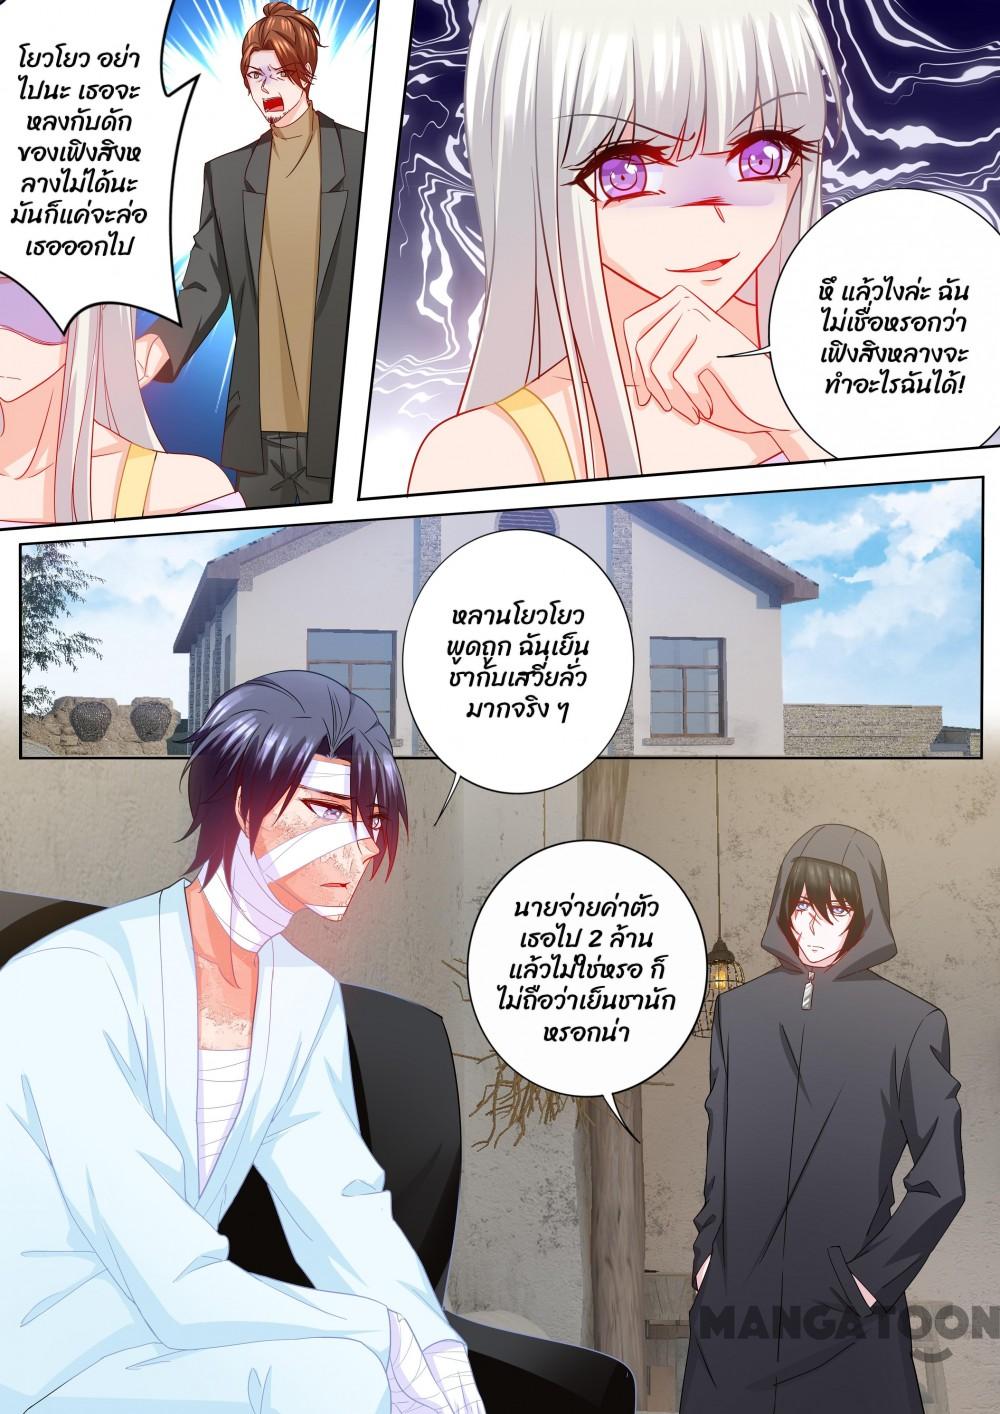 โยวโยว อย่า
ไปนะ เธอจะ
หลงกับดัก
ของเฟิงสิงห
ลางไม่ได้นะ
มันก็แค่จะล่อ
เธอออกไป
หึ แล้วไงล่ะ ฉัน
ไม่เชื่อหรอกว่า
เฟิงสิงหลางจะ
ทำอะไรฉันได้!
หลานโยวโยว
พูดถูก ฉันเย็น
ชากับเสวี่ยลั่ว
มากจริง ๆ
นายจ่ายค่าตัว
เธอไป 2 ล้าน
แล้วไม่ใช่หรอ ก็
ไม่ถือว่าเย็นชานัก
หรอกน่า
MANGATOON